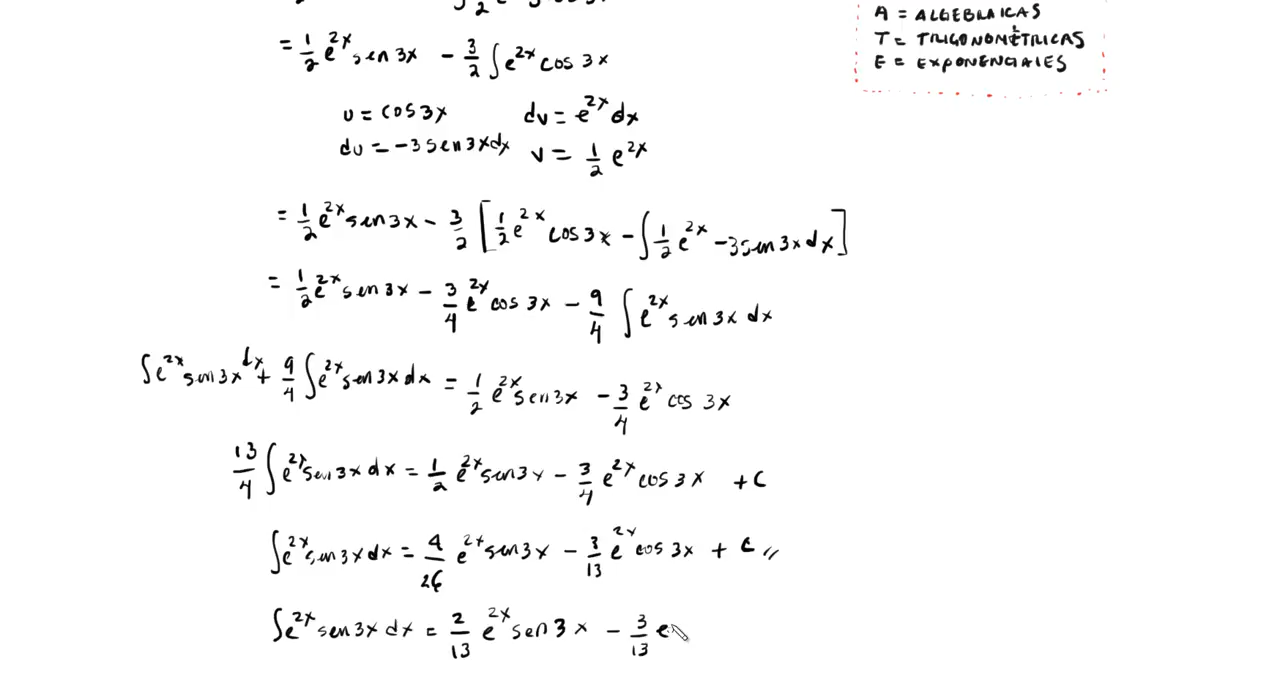 A = ALGEBRAICAS
T = TRIGONOMÉTRICAS
E = EXPONENCIALES
= 1/2 e^2x sen 3x - 3/2 ∫ e^2x cos 3x
u = cos 3x dv = e^2x dx
du = -3 sen 3x dx v = 1/2 e^2x
= 1/2 e^2x sen 3x - 3/2 [ 1/2 e^2x cos 3x - ∫ 1/2 e^2x -3 sen 3x dx ]
= 1/2 e^2x sen 3x - 3/4 e^2x cos 3x - 9/4 ∫ e^2x sen 3x dx
∫ e^2x sen 3x dx + 9/4 ∫ e^2x sen 3x dx = 1/2 e^2x sen 3x - 3/4 e^2x cos 3x
13/4 ∫ e^2x sen 3x dx = 1/2 e^2x sen 3x - 3/4 e^2x cos 3x + C
∫ e^2x sen 3x dx = 4/26 e^2x sen 3x - 3/13 e^2x cos 3x + C //
∫ e^2x sen 3x dx = 2/13 e^2x sen 3x - 3/13 e